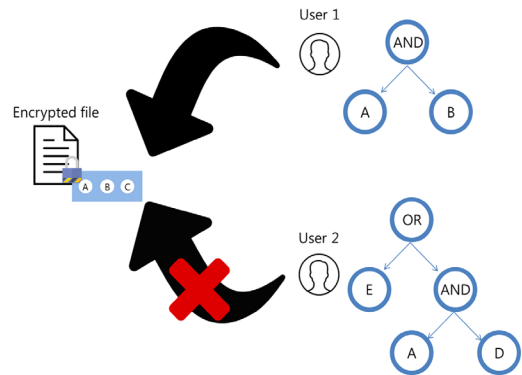 User 1
AND
A
B
Encrypted file
A B C
User 2
OR
E
AND
A
D